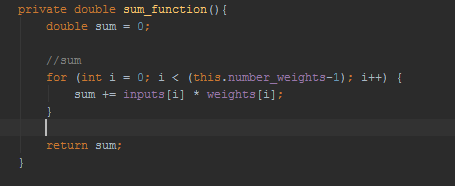 private double sum_function(){
double sum = 0;
//sum
for (int i = 0; i < (this.number_weights-1); i++) {
sum += inputs[i] * weights[i];
}
return sum;
}